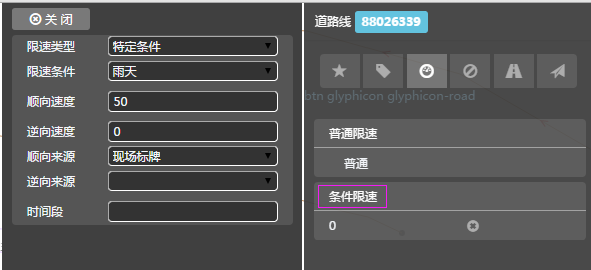 关 闭
限速类型 特定条件
限速条件 雨天
顺向速度 50
逆向速度 0
顺向来源 现场标牌
逆向来源
时间段
道路线 88026339
btn glyphicon glyphicon-road
普通限速
普通
条件限速
0